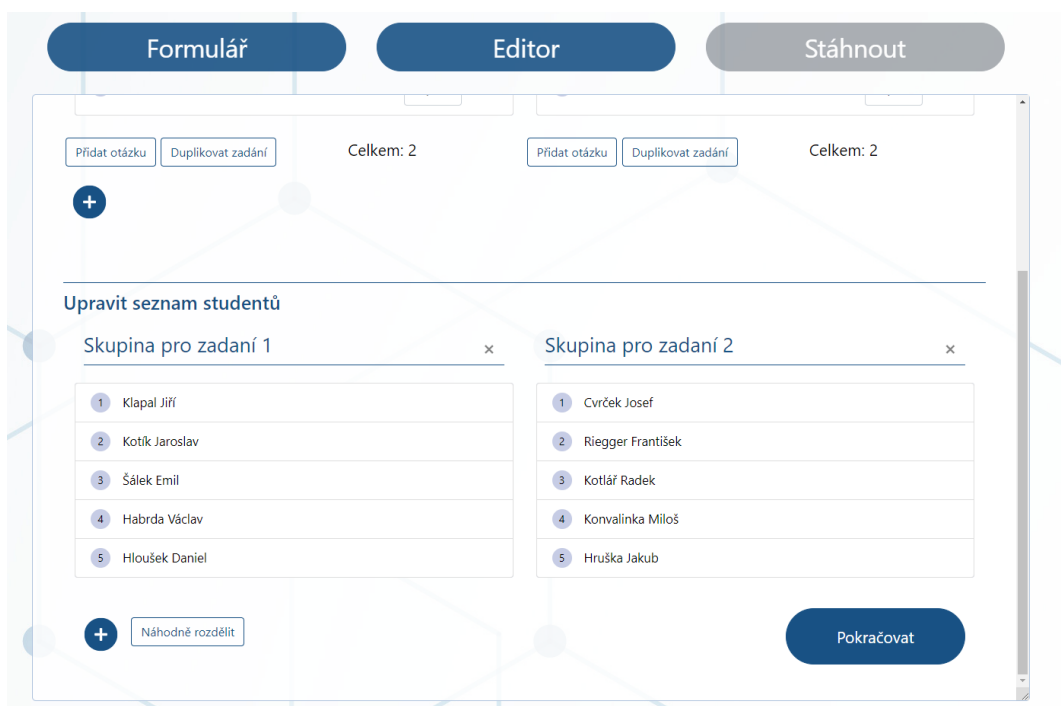 Formulář
Editor
Stáhnout
Přidat otázku
Duplikovat zadání
Celkem: 2
Přidat otázku
Duplikovat zadání
Celkem: 2
Upravit seznam studentů
Skupina pro zadaní 1
1 Klapal Jiří
2 Kotík Jaroslav
3 Šálek Emil
4 Habrda Václav
5 Hloušek Daniel
Skupina pro zadaní 2
1 Cvrček Josef
2 Riegger František
3 Kotlář Radek
4 Konvalinka Miloš
5 Hruška Jakub
Náhodně rozdělit
Pokračovat